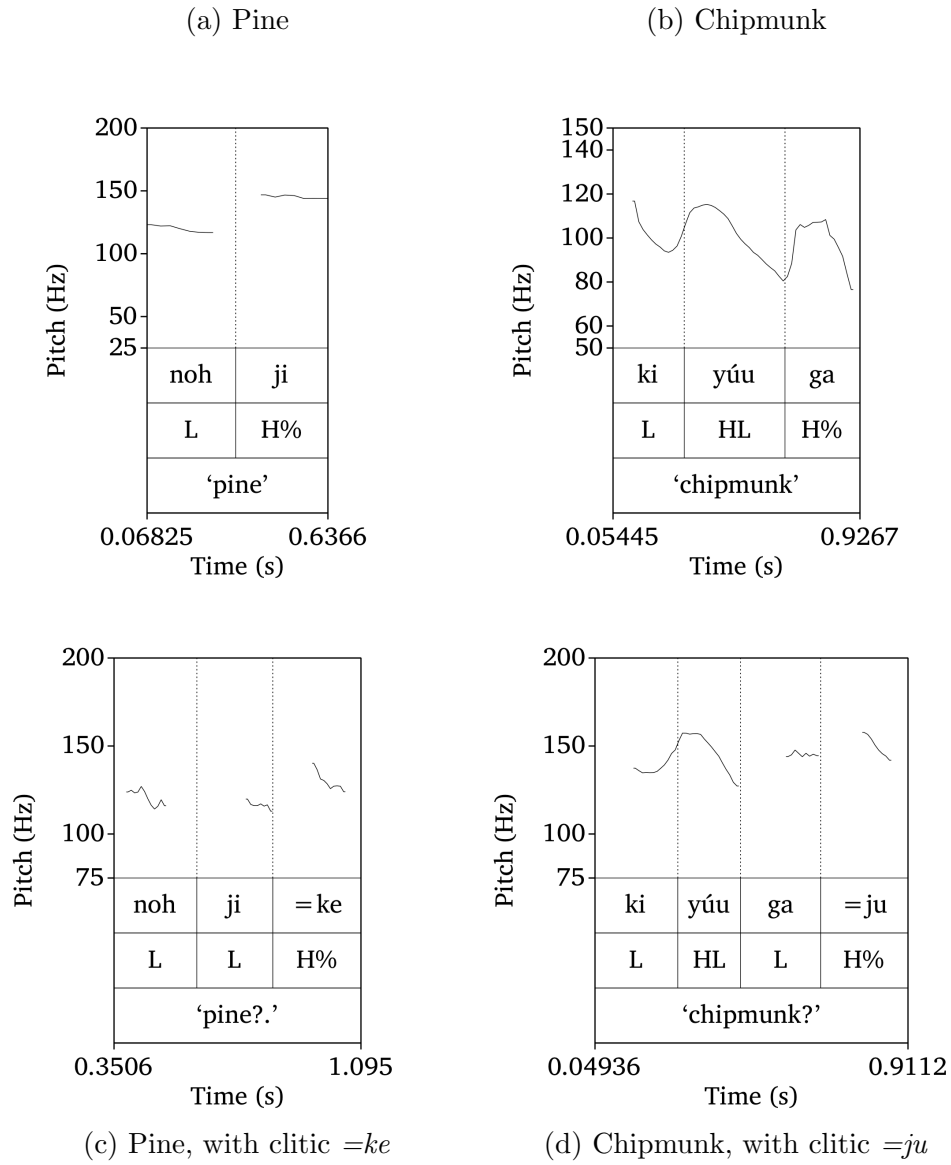 (a) Pine
(b) Chipmunk
200
150
100
50
25
Pitch (Hz)
noh ji
L H%
‘pine’
0.06825 0.6366
Time (s)
150
140
120
100
80
60
50
Pitch (Hz)
ki yúu ga
L HL H%
‘chipmunk’
0.05445 0.9267
Time (s)
200
150
100
75
Pitch (Hz)
noh ji =ke
L L H%
‘pine?.’
0.3506 1.095
Time (s)
(c) Pine, with clitic =ke
200
150
100
75
Pitch (Hz)
ki yúu ga =ju
L HL L H%
‘chipmunk?’
0.04936 0.9112
Time (s)
(d) Chipmunk, with clitic =ju